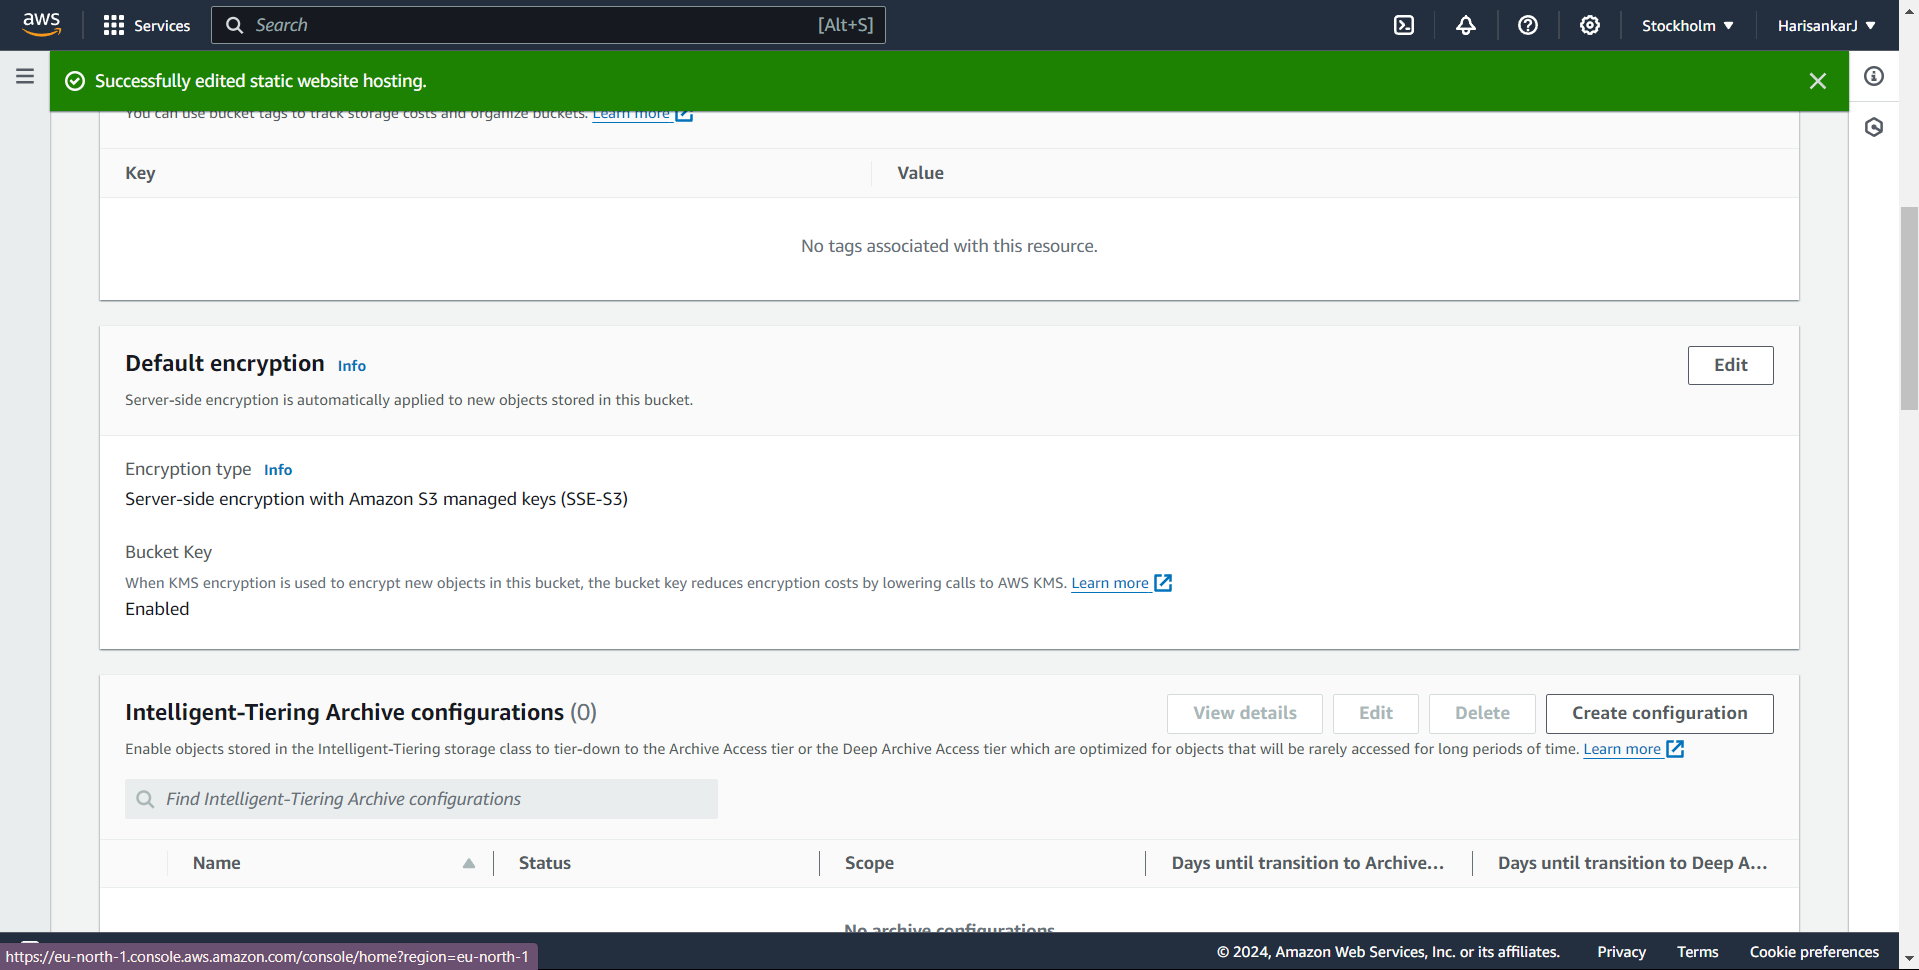 aws
Services
Search
[Alt+S]
Stockholm
HarisankarJ
Successfully edited static website hosting.
You can use bucket tags to track storage costs and organize buckets. Learn more
Key
Value
No tags associated with this resource.
Default encryption Info
Edit
Server-side encryption is automatically applied to new objects stored in this bucket.
Encryption type Info
Server-side encryption with Amazon S3 managed keys (SSE-S3)
Bucket Key
When KMS encryption is used to encrypt new objects in this bucket, the bucket key reduces encryption costs by lowering calls to AWS KMS. Learn more
Enabled
Intelligent-Tiering Archive configurations (0)
View details
Edit
Delete
Create configuration
Enable objects stored in the Intelligent-Tiering storage class to tier-down to the Archive Access tier or the Deep Archive Access tier which are optimized for objects that will be rarely accessed for long periods of time. Learn more
Find Intelligent-Tiering Archive configurations
Name
Status
Scope
Days until transition to Archive...
Days until transition to Deep A...
No archive configurations
https://eu-north-1.console.aws.amazon.com/console/home?region=eu-north-1
© 2024, Amazon Web Services, Inc. or its affiliates.
Privacy
Terms
Cookie preferences